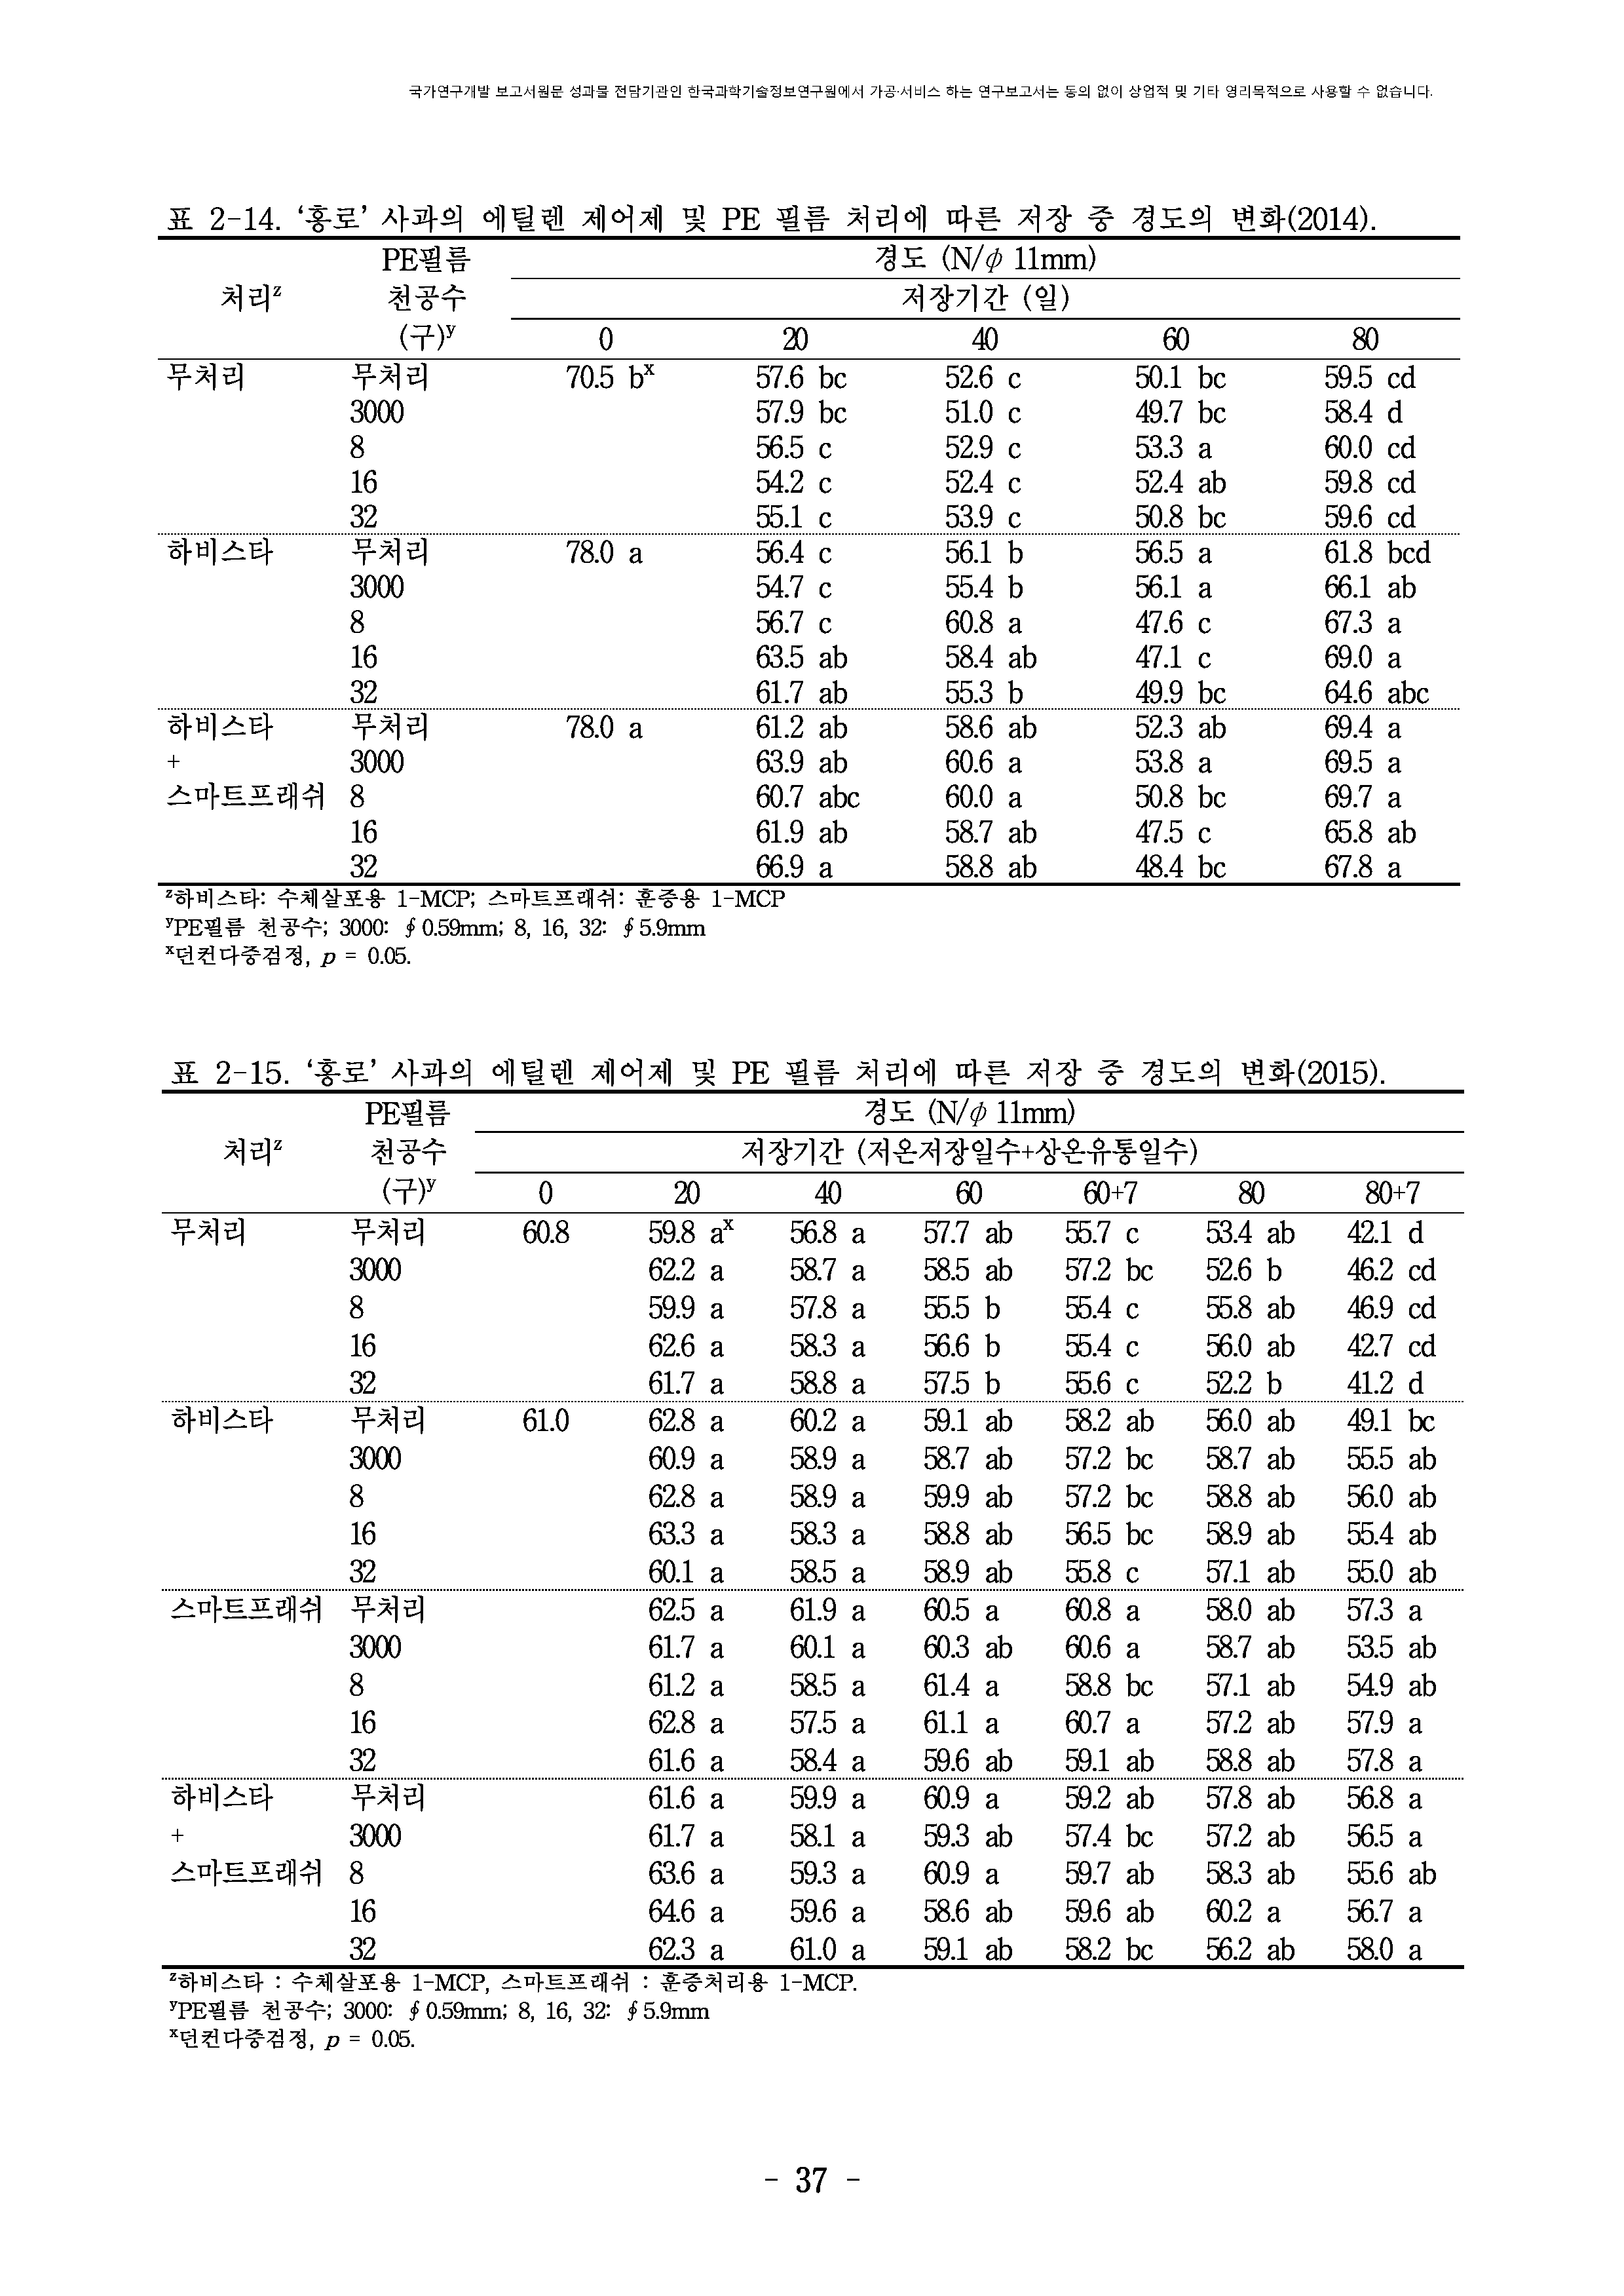 국가연구개발 보고서원문 성과물 전담기관인 한국과학기술정보연구원에서 가공·서비스 하는 연구보고서는 동의 없이 상업적 및 기타 영리목적으로 사용할 수 없습니다.
표 2-14. ‘홍로’ 사과의 에틸렌 제어제 및 PE 필름 처리에 따른 저장 중 경도의 변화(2014).
PE필름 경도 (N/φ 11mm)
처리ᶻ 천공수 저장기간 (일)
(구)ʸ 0 20 40 60 80
무처리 무처리 70.5 bˣ 57.6 bc 52.6 c 50.1 bc 59.5 cd
3000 57.9 bc 51.0 c 49.7 bc 58.4 d
8 56.5 c 52.9 c 53.3 a 60.0 cd
16 54.2 c 52.4 c 52.4 ab 59.8 cd
32 55.1 c 53.9 c 50.8 bc 59.6 cd
하비스타 무처리 78.0 a 56.4 c 56.1 b 56.5 a 61.8 bcd
3000 54.7 c 55.4 b 56.1 a 66.1 ab
8 56.7 c 60.8 a 47.6 c 67.3 a
16 63.5 ab 58.4 ab 47.1 c 69.0 a
32 61.7 ab 55.3 b 49.9 bc 64.6 abc
하비스타 무처리 78.0 a 61.2 ab 58.6 ab 52.3 ab 69.4 a
+ 3000 63.9 ab 60.6 a 53.8 a 69.5 a
스마트프래쉬 8 60.7 abc 60.0 a 50.8 bc 69.7 a
16 61.9 ab 58.7 ab 47.5 c 65.8 ab
32 66.9 a 58.8 ab 48.4 bc 67.8 a
ᶻ하비스타: 수체살포용 1-MCP; 스마트프래쉬: 훈증용 1-MCP
ʸPE필름 천공수; 3000: ∮0.59mm; 8, 16, 32: ∮5.9mm
ˣ던컨다중검정, p = 0.05.
표 2-15. ‘홍로’ 사과의 에틸렌 제어제 및 PE 필름 처리에 따른 저장 중 경도의 변화(2015).
PE필름 경도 (N/φ 11mm)
처리ᶻ 천공수 저장기간 (저온저장일수+상온유통일수)
(구)ʸ 0 20 40 60 60+7 80 80+7
무처리 무처리 60.8 59.8 aˣ 56.8 a 57.7 ab 55.7 c 53.4 ab 42.1 d
3000 62.2 a 58.7 a 58.5 ab 57.2 bc 52.6 b 46.2 cd
8 59.9 a 57.8 a 55.5 b 55.4 c 55.8 ab 46.9 cd
16 62.6 a 58.3 a 56.6 b 55.4 c 56.0 ab 42.7 cd
32 61.7 a 58.8 a 57.5 b 55.6 c 52.2 b 41.2 d
하비스타 무처리 61.0 62.8 a 60.2 a 59.1 ab 58.2 ab 56.0 ab 49.1 bc
3000 60.9 a 58.9 a 58.7 ab 57.2 bc 58.7 ab 55.5 ab
8 62.8 a 58.9 a 59.9 ab 57.2 bc 58.8 ab 56.0 ab
16 63.3 a 58.3 a 58.8 ab 56.5 bc 58.9 ab 55.4 ab
32 60.1 a 58.5 a 58.9 ab 55.8 c 57.1 ab 55.0 ab
스마트프래쉬 무처리 62.5 a 61.9 a 60.5 a 60.8 a 58.0 ab 57.3 a
3000 61.7 a 60.1 a 60.3 ab 60.6 a 58.7 ab 53.5 ab
8 61.2 a 58.5 a 61.4 a 58.8 bc 57.1 ab 54.9 ab
16 62.8 a 57.5 a 61.1 a 60.7 a 57.2 ab 57.9 a
32 61.6 a 58.4 a 59.6 ab 59.1 ab 58.8 ab 57.8 a
하비스타 무처리 61.6 a 59.9 a 60.9 a 59.2 ab 57.8 ab 56.8 a
+ 3000 61.7 a 58.1 a 59.3 ab 57.4 bc 57.2 ab 56.5 a
스마트프래쉬 8 63.6 a 59.3 a 60.9 a 59.7 ab 58.3 ab 55.6 ab
16 64.6 a 59.6 a 58.6 ab 59.6 ab 60.2 a 56.7 a
32 62.3 a 61.0 a 59.1 ab 58.2 bc 56.2 ab 58.0 a
ᶻ하비스타 : 수체살포용 1-MCP, 스마트프래쉬 : 훈증처리용 1-MCP.
ʸPE필름 천공수; 3000: ∮0.59mm; 8, 16, 32: ∮5.9mm
ˣ던컨다중검정, p = 0.05.
- 37 -